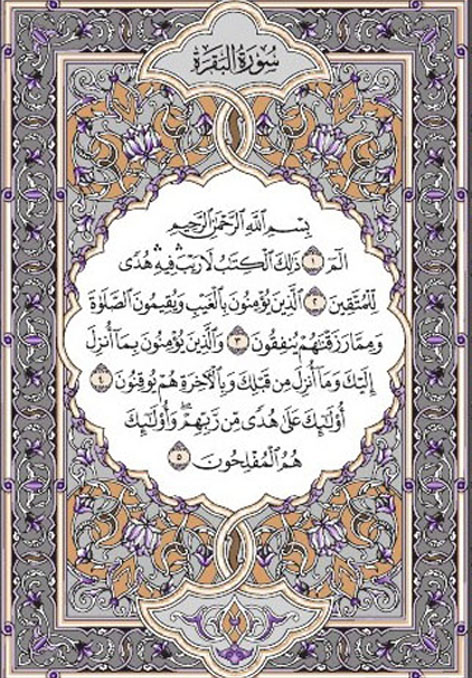 سُورَةُ البَقَرَةِ
بِسْمِ ٱللَّهِ ٱلرَّحْمَٰنِ ٱلرَّحِيمِ
الٓمٓ ١ ذَٰلِكَ ٱلْكِتَٰبُ لَا رَيْبَ ۛ فِيهِ ۛ هُدًى
لِّلْمُتَّقِينَ ٢ ٱلَّذِينَ يُؤْمِنُونَ بِٱلْغَيْبِ وَيُقِيمُونَ ٱلصَّلَوٰةَ
وَمِمَّا رَزَقْنَٰهُمْ يُنفِقُونَ ٣ وَٱلَّذِينَ يُؤْمِنُونَ بِمَآ أُنزِلَ
إِلَيْكَ وَمَآ أُنزِلَ مِن قَبْلِكَ وَبِٱلْءَاخِرَةِ هُمْ يُوقِنُونَ ٤
أُو۟لَٰٓئِكَ عَلَىٰ هُدًى مِّن رَّبِّهِمْ ۖ وَأُو۟لَٰٓئِكَ
هُمُ ٱلْمُفْلِحُونَ ٥